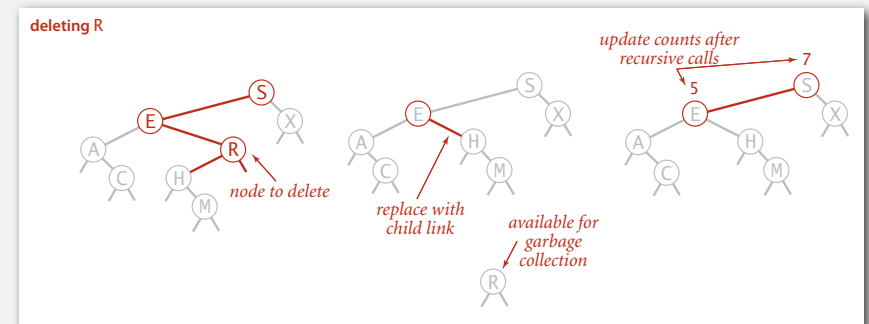 deleting R
update counts after
recursive calls
7
5
S
E
X
A
R
C
H
M
node to delete
S
E
X
A
H
C
M
replace with
child link
available for
garbage
collection
R
S
E
X
A
H
C
M